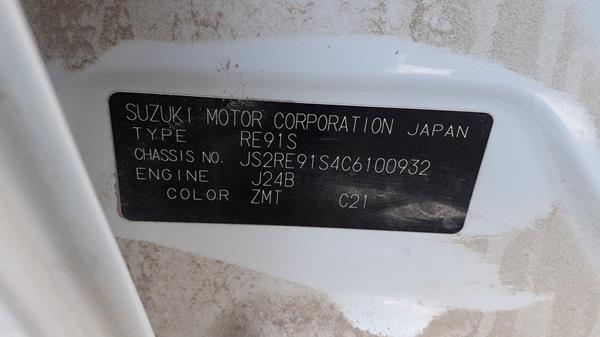 SUZUKI MOTOR CORPORATION JAPAN
TYPE RE91S
CHASSIS NO. JS2RE91S4C6100932
ENGINE J24B
COLOR ZMT C21